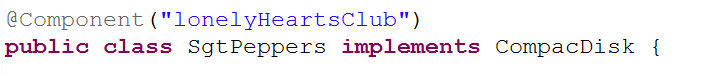 @Component("lonelyHeartsClub")
public class SgtPeppers implements CompacDisk {